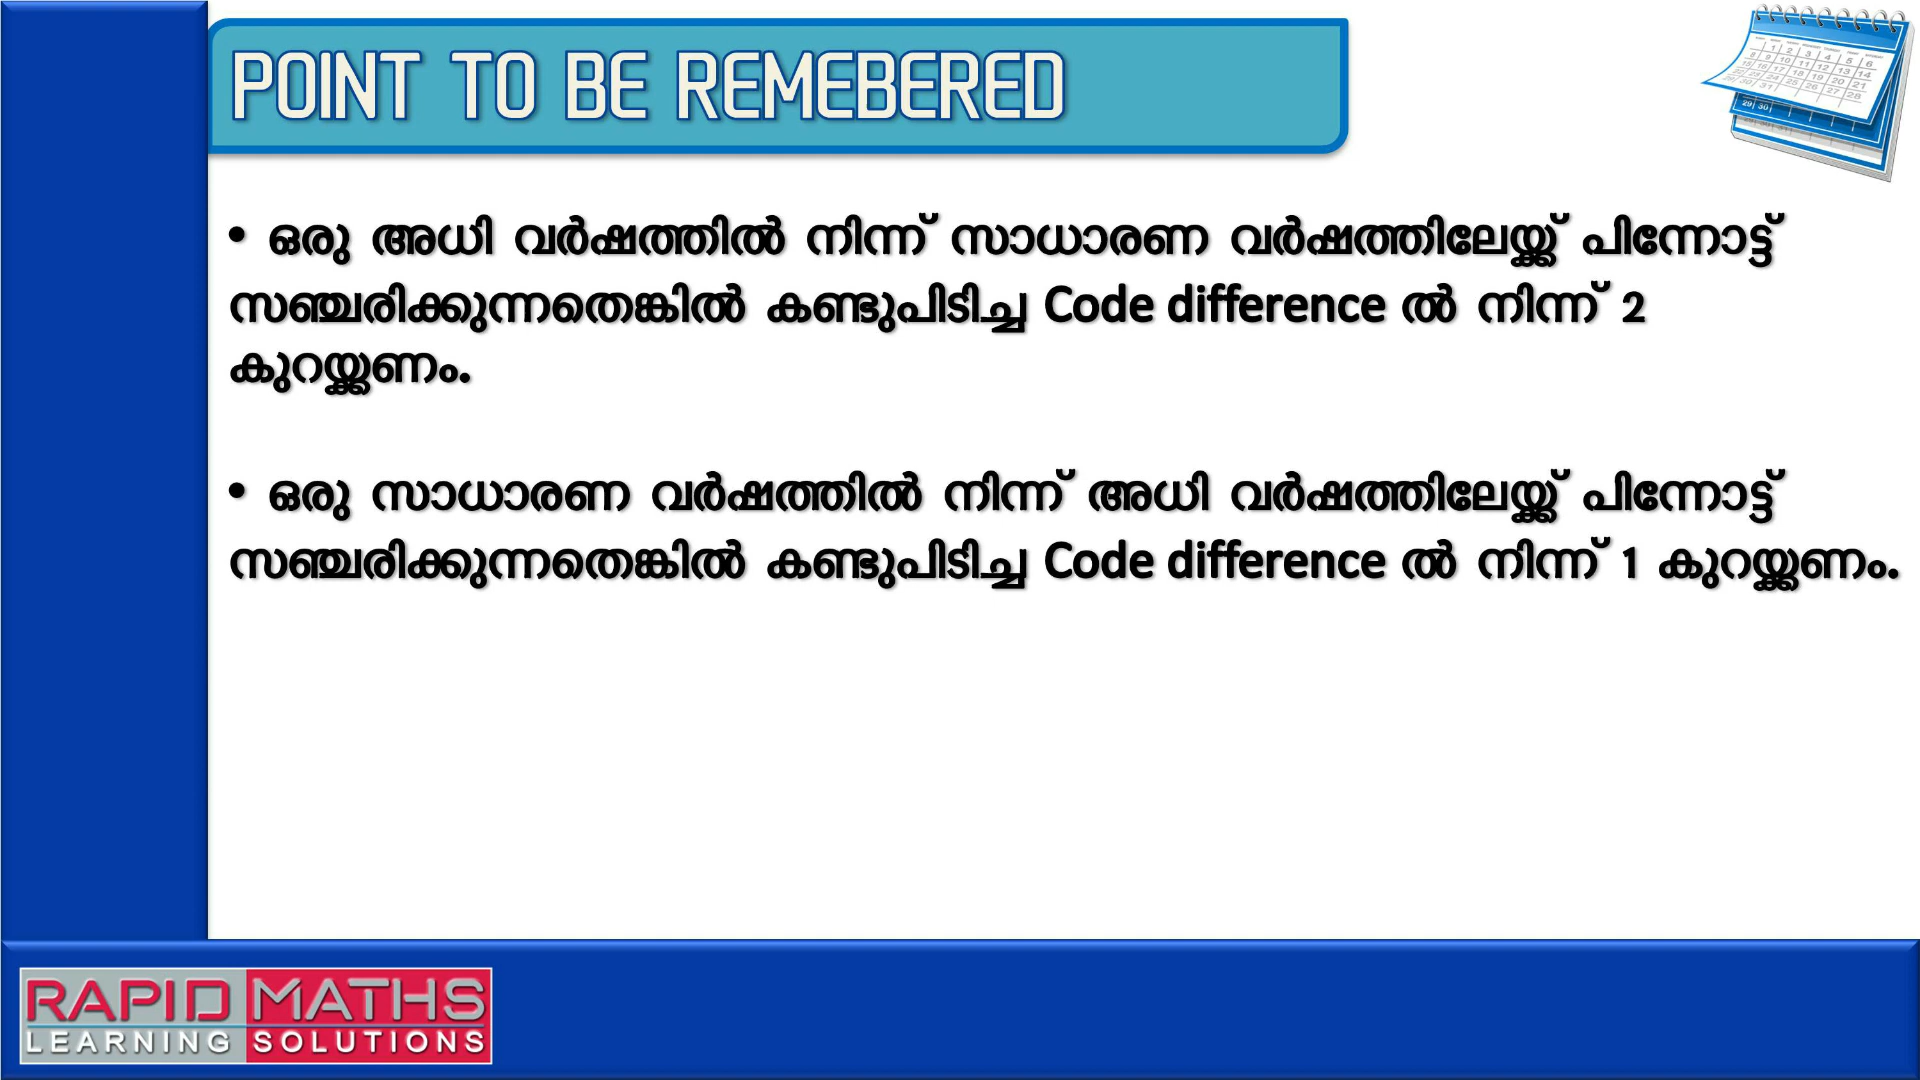 POINT TO BE REMEBERED
• ഒരു അധി വർഷത്തിൽ നിന്ന് സാധാരണ വർഷത്തിലേയ്ക്ക് പിന്നോട്ട്
സഞ്ചരിക്കുന്നതെങ്കിൽ കണ്ടുപിടിച്ച Code difference ൽ നിന്ന് 2
കുറയ്ക്കണം.
• ഒരു സാധാരണ വർഷത്തിൽ നിന്ന് അധി വർഷത്തിലേയ്ക്ക് പിന്നോട്ട്
സഞ്ചരിക്കുന്നതെങ്കിൽ കണ്ടുപിടിച്ച Code difference ൽ നിന്ന് 1 കുറയ്ക്കണം.
RAPID MATHS
LEARNING SOLUTIONS